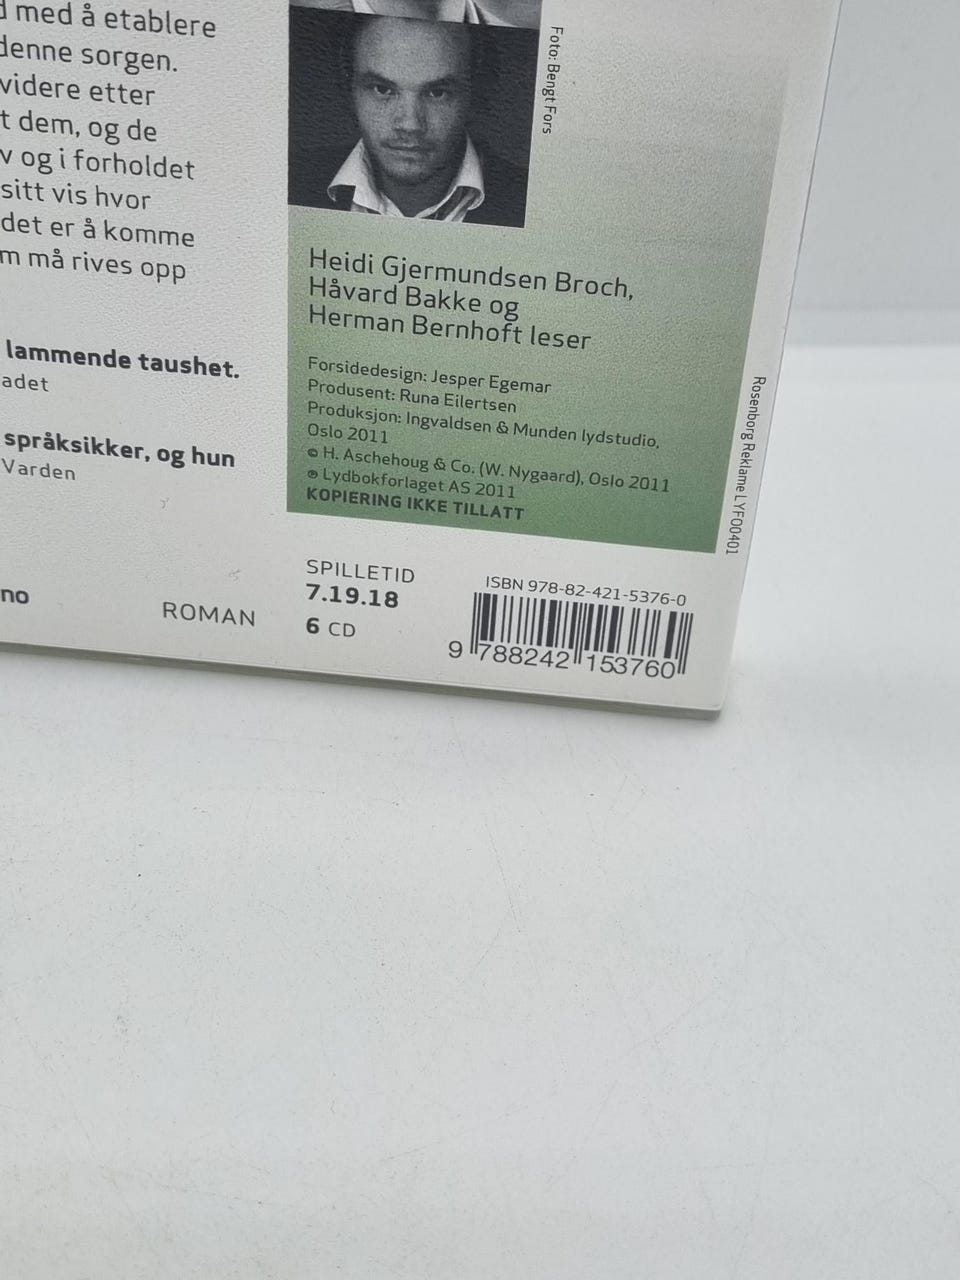 med å etablere
denne sorgen.
videre etter
t dem, og de
v og i forholdet
sitt vis hvor
det er å komme
m må rives opp
lammende taushet.
adet
språksikker, og hun
Varden
no
ROMAN
Foto: Bengt Fors
Heidi Gjermundsen Broch,
Håvard Bakke og
Herman Bernhoft leser
Forsidedesign: Jesper Egemar
Produsent: Runa Eilertsen
Produksjon: Ingvaldsen & Munden lydstudio,
Oslo 2011
© H. Aschehoug & Co. (W. Nygaard), Oslo 2011
℗ Lydbokforlaget AS 2011
KOPIERING IKKE TILLATT
Rosenborg Reklame LYF00401
SPILLETID
7.19.18
6 CD
ISBN 978-82-421-5376-0
9 788242 153760